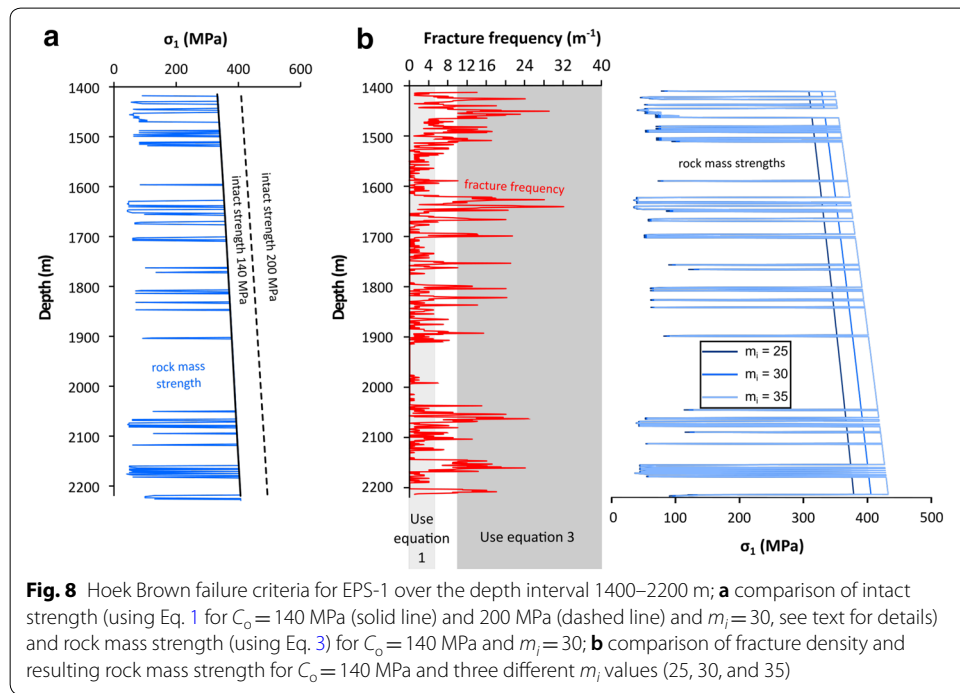 a
σ₁ (MPa)
0 200 400 600
1400
1500
1600
1700
1800
1900
2000
2100
2200
Depth (m)
intact strength 140 MPa
intact strength 200 MPa
rock mass
strength
b
Fracture frequency (m⁻¹)
0 4 8 12 16 24 32 40
1400
1500
1600
1700
1800
1900
2000
2100
2200
Depth (m)
fracture frequency
Use
equation
1
Use equation 3
rock mass strengths
mᵢ = 25
mᵢ = 30
mᵢ = 35
0 100 200 300 400 500
σ₁ (MPa)
Fig. 8 Hoek Brown failure criteria for EPS-1 over the depth interval 1400–2200 m; a comparison of intact
strength (using Eq. 1 for Cₒ = 140 MPa (solid line) and 200 MPa (dashed line) and mᵢ = 30, see text for details)
and rock mass strength (using Eq. 3) for Cₒ = 140 MPa and mᵢ = 30; b comparison of fracture density and
resulting rock mass strength for Cₒ = 140 MPa and three different mᵢ values (25, 30, and 35)